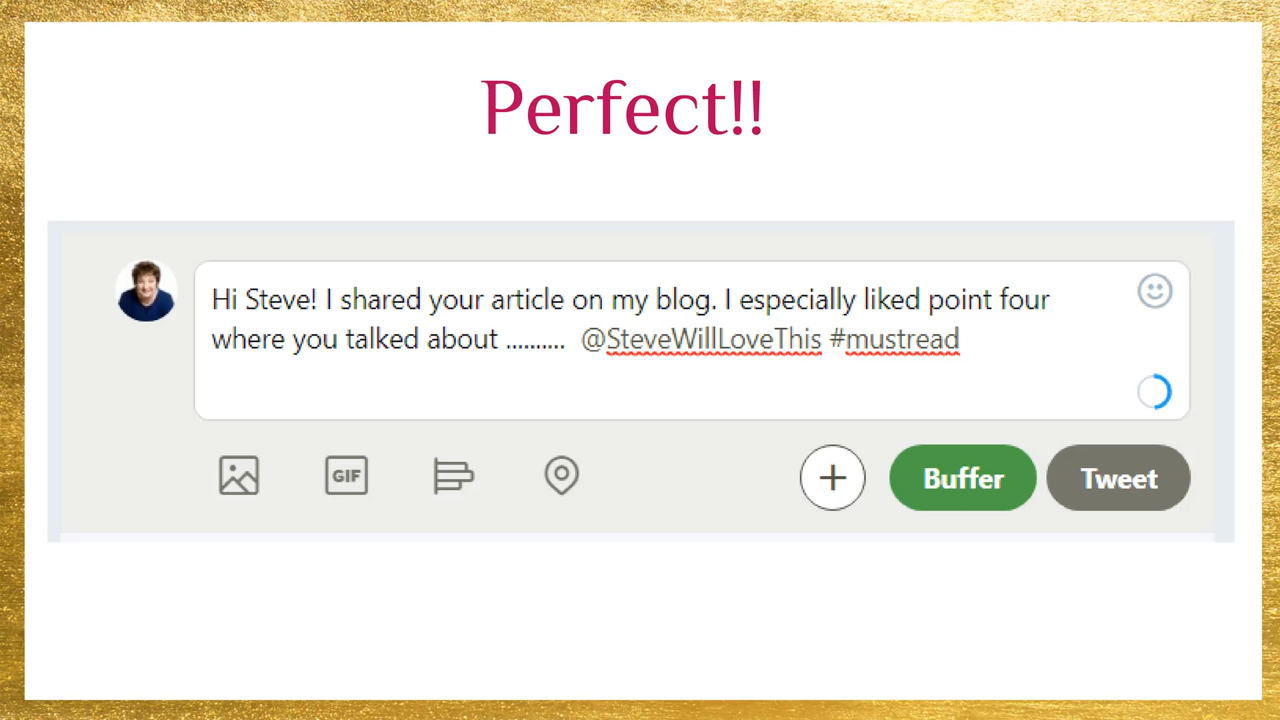 Perfect!!
Hi Steve! I shared your article on my blog. I especially liked point four
where you talked about .......... @SteveWillLoveThis #mustread
GIF
Buffer
Tweet